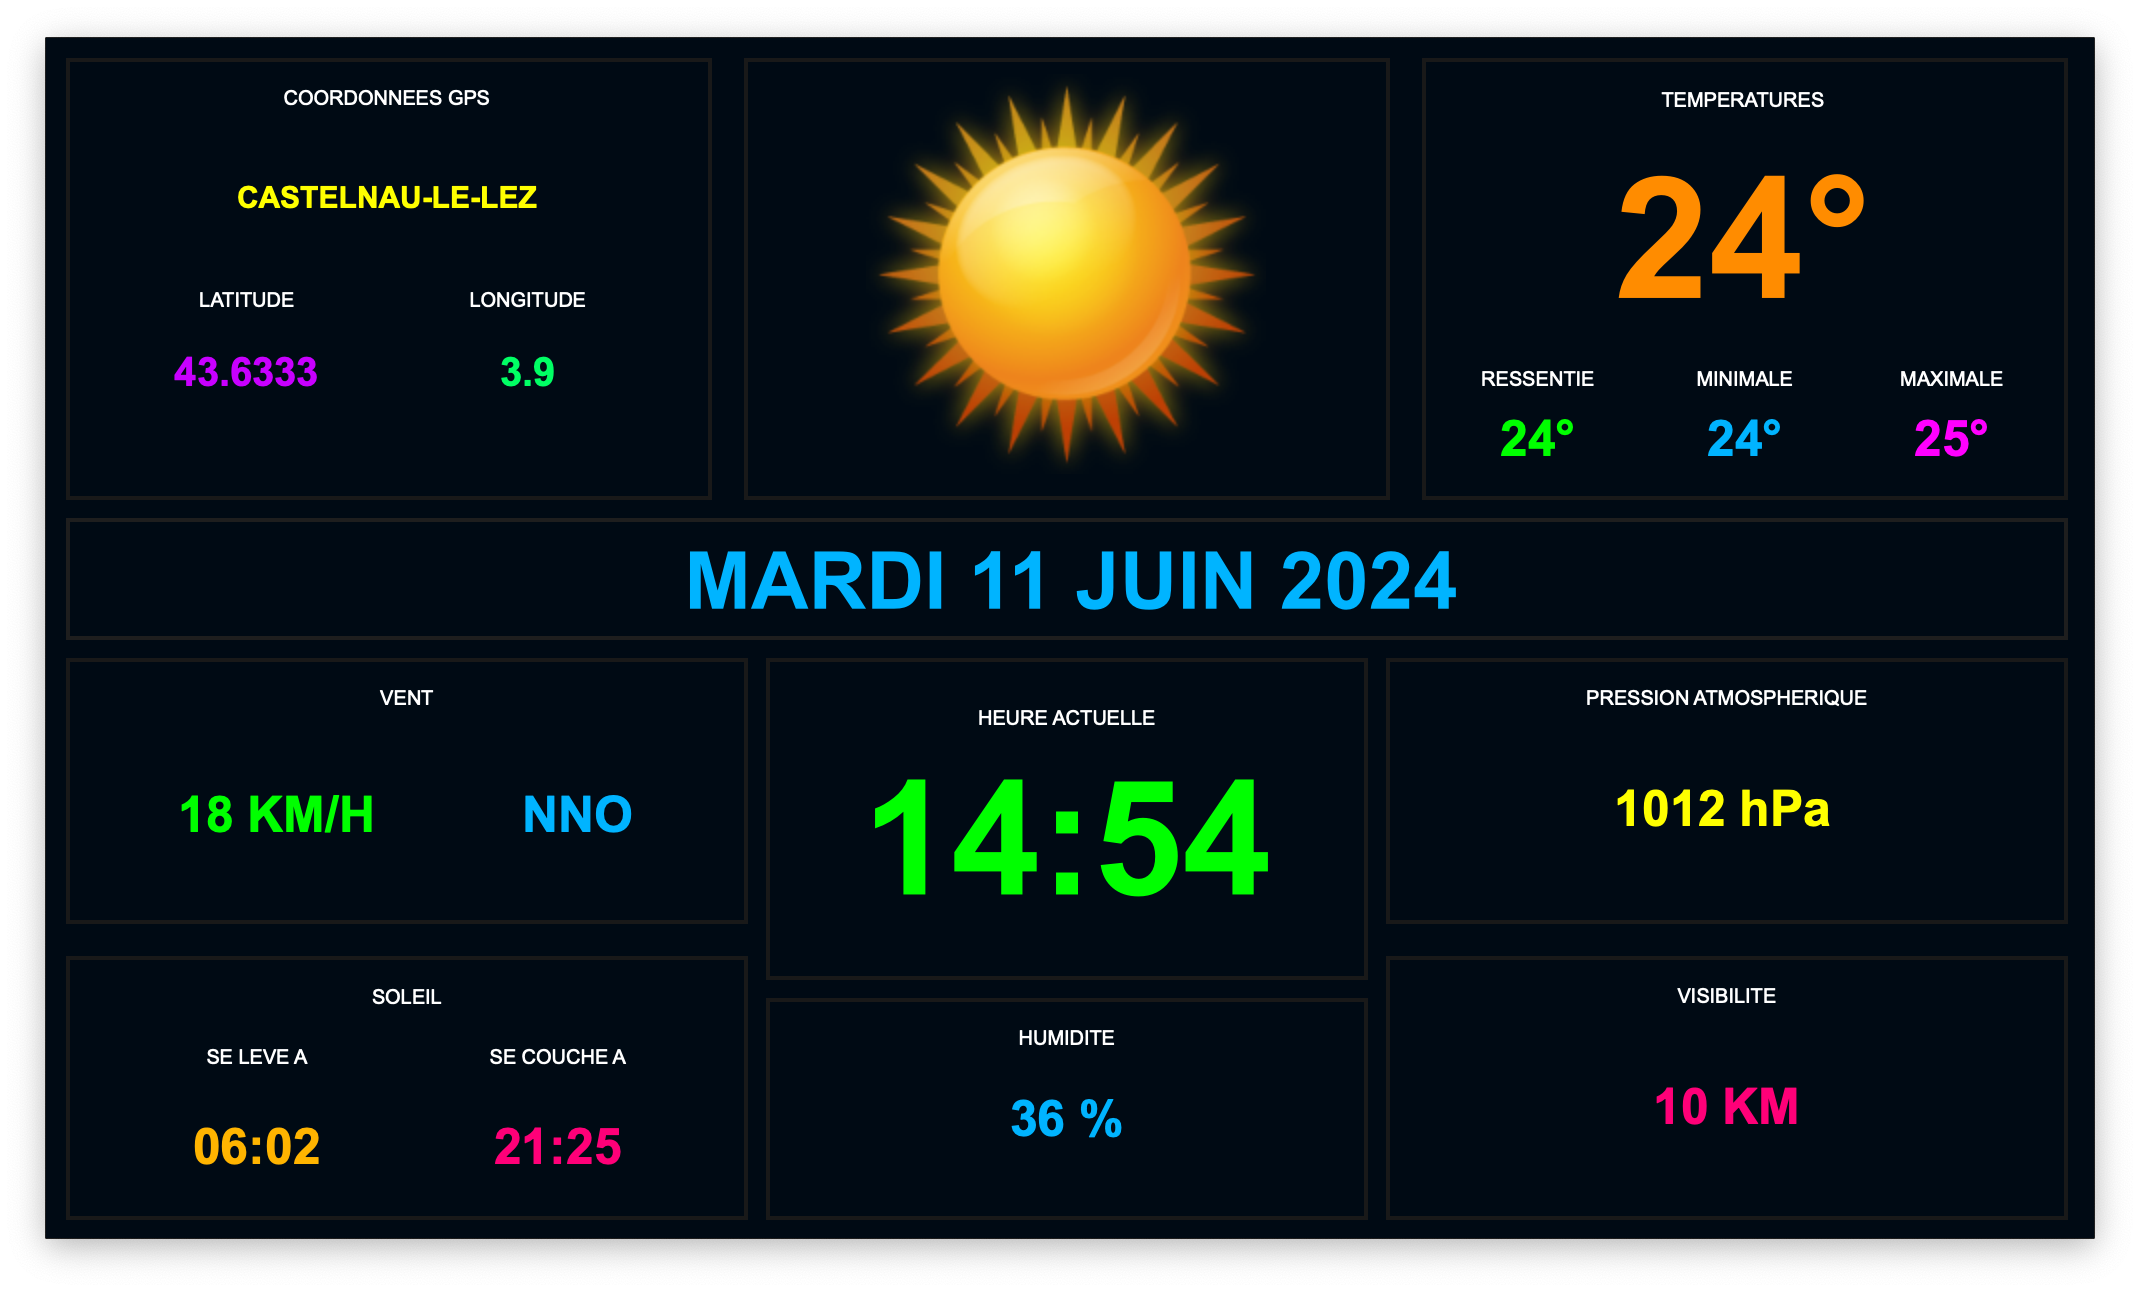 COORDONNEES GPS
CASTELNAU-LE-LEZ
LATITUDE LONGITUDE
43.6333 3.9
TEMPERATURES
24°
RESSENTIE MINIMALE MAXIMALE
24° 24° 25°
MARDI 11 JUIN 2024
VENT
18 KM/H NNO
HEURE ACTUELLE
14:54
PRESSION ATMOSPHERIQUE
1012 hPa
SOLEIL
SE LEVE A SE COUCHE A
06:02 21:25
HUMIDITE
36 %
VISIBILITE
10 KM